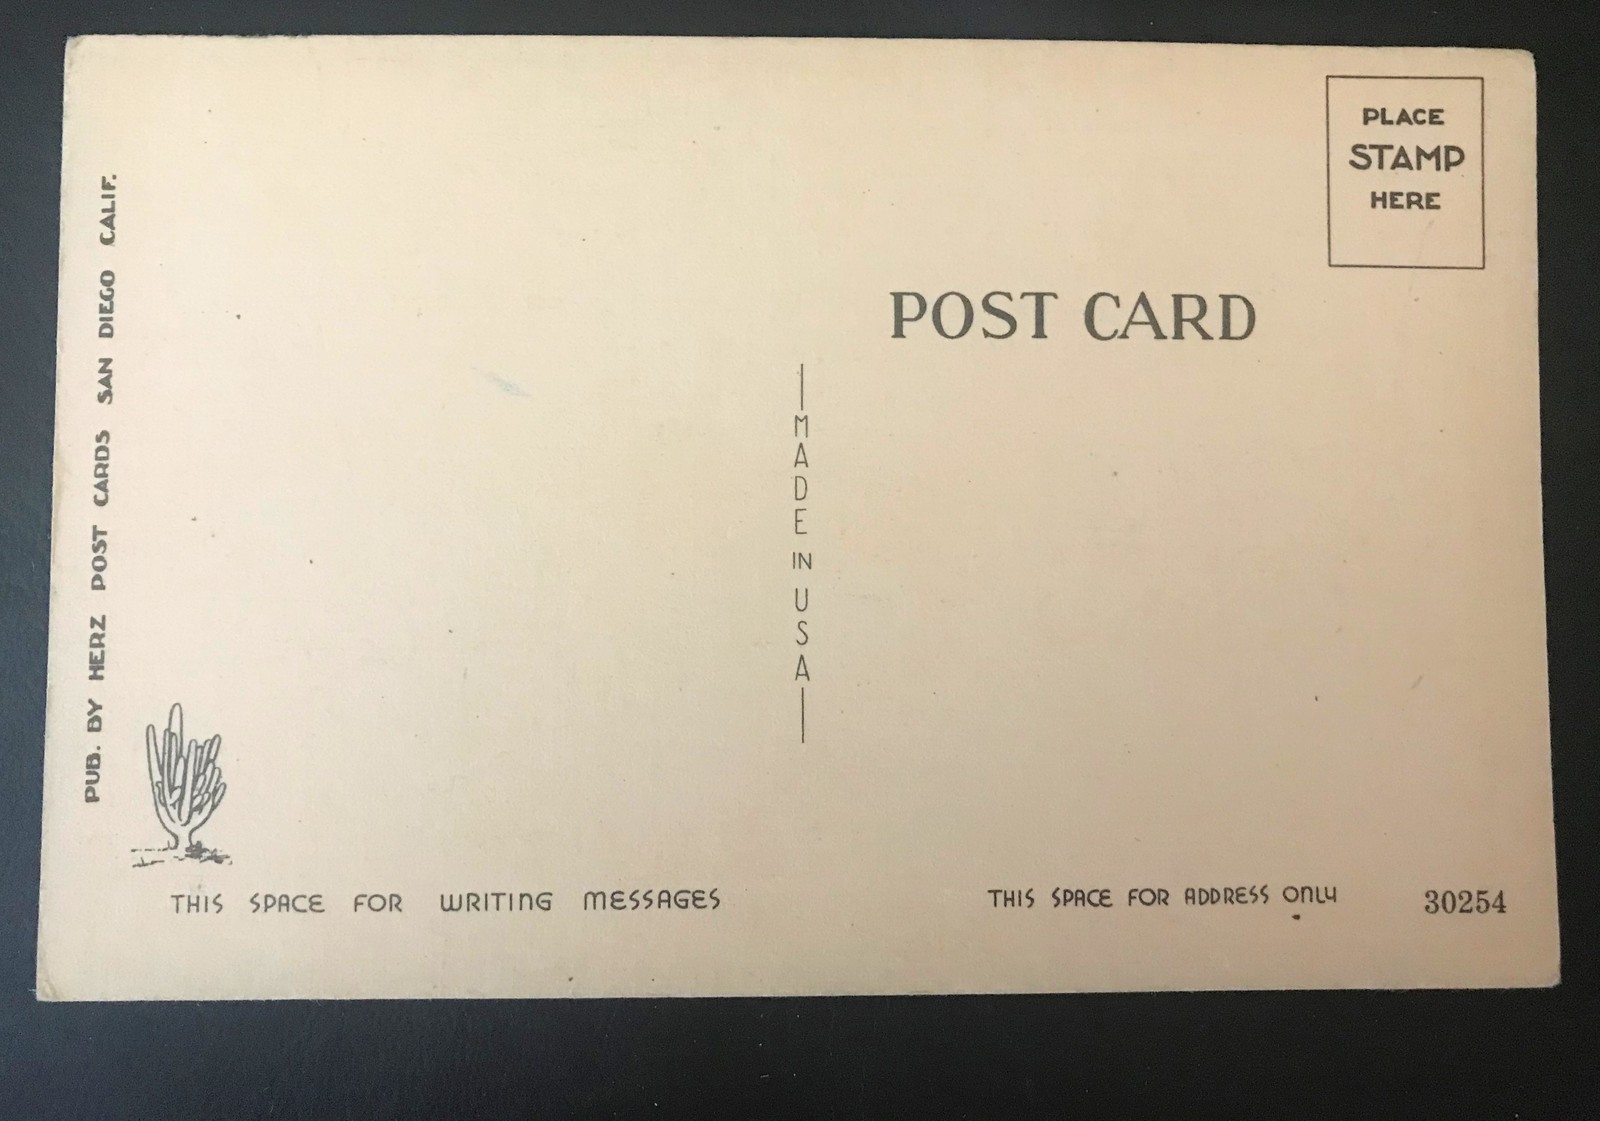 PUB. BY HERZ POST CARDS SAN DIEGO CALIF.
PLACE
STAMP
HERE
POST CARD
MADE IN USA
THIS SPACE FOR WRITING MESSAGES
THIS SPACE FOR ADDRESS ONLY
30254